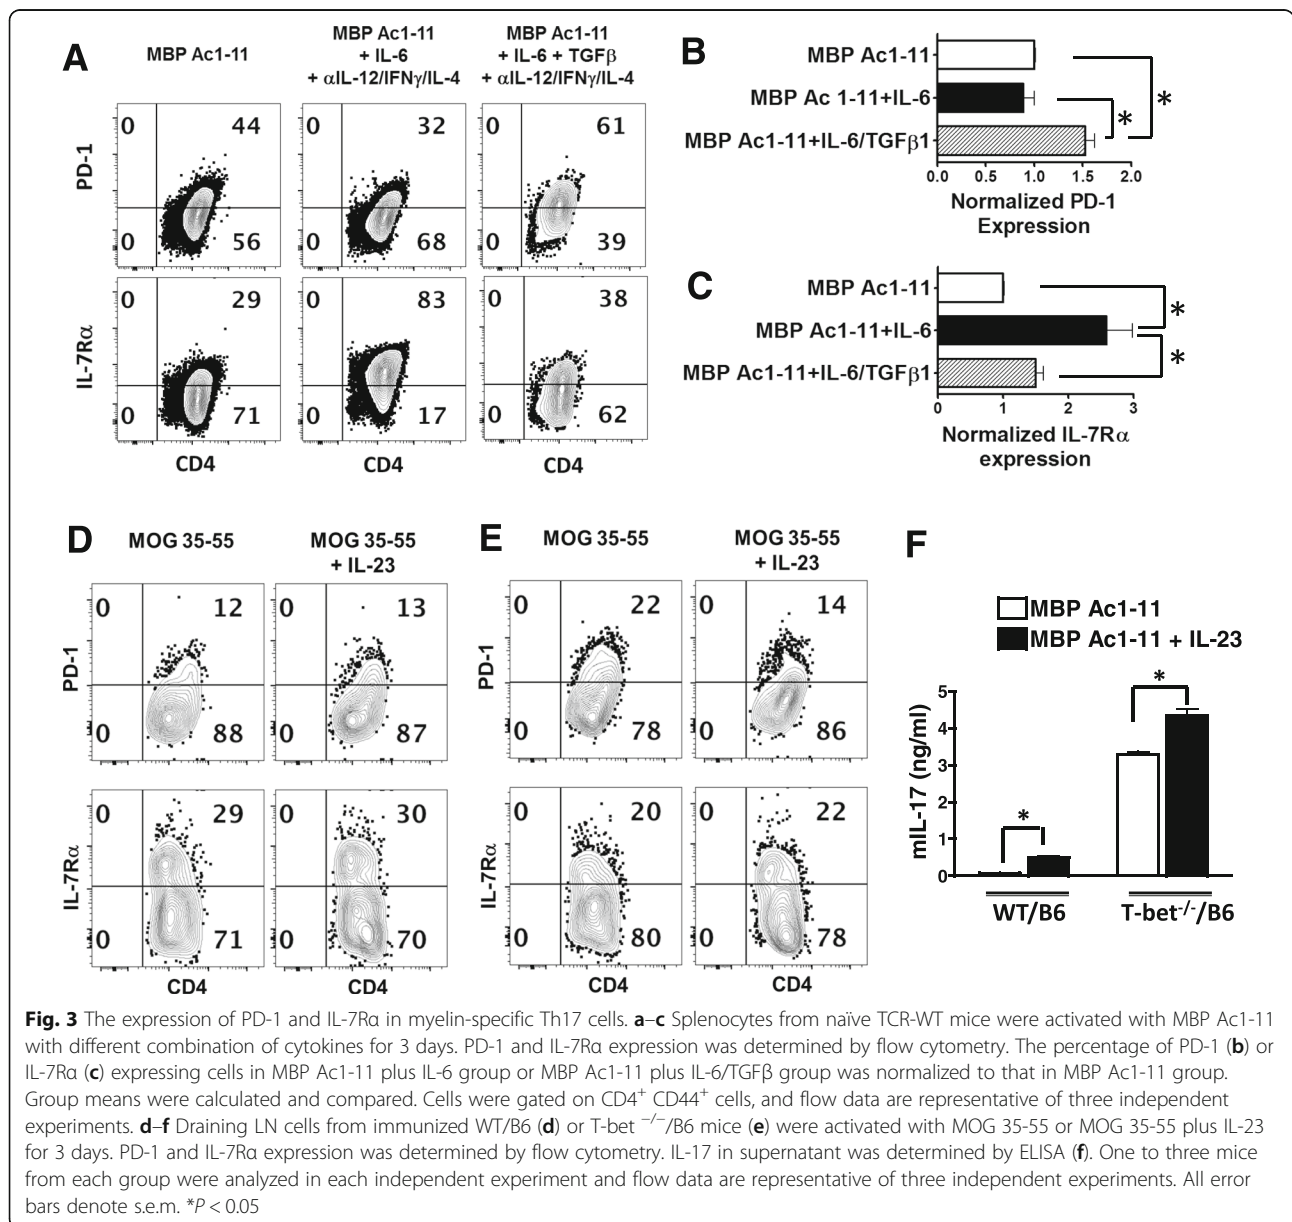 A
MBP Ac1-11
MBP Ac1-11
+ IL-6
+ αIL-12/IFNγ/IL-4
MBP Ac1-11
+ IL-6 + TGFβ
+ αIL-12/IFNγ/IL-4
PD-1
0 44
0 56
0 32
0 68
0 61
0 39
IL-7Rα
0 29
0 71
0 83
0 17
0 38
0 62
CD4 CD4 CD4
B
MBP Ac1-11
MBP Ac 1-11+IL-6
MBP Ac1-11+IL-6/TGFβ1
*
*
0.0 0.5 1.0 1.5 2.0
Normalized PD-1
Expression
C
MBP Ac1-11
MBP Ac1-11+IL-6
MBP Ac1-11+IL-6/TGFβ1
*
*
0 1 2 3
Normalized IL-7Rα
expression
D
MOG 35-55
MOG 35-55
+ IL-23
PD-1
0 12
0 88
0 13
0 87
IL-7Rα
0 29
0 71
0 30
0 70
CD4 CD4
E
MOG 35-55
MOG 35-55
+ IL-23
PD-1
0 22
0 78
0 14
0 86
IL-7Rα
0 20
0 80
0 22
0 78
CD4 CD4
F
MBP Ac1-11
MBP Ac1-11 + IL-23
mIL-17 (ng/ml)
5
4
3
2
1
0
*
*
WT/B6
T-bet⁻/⁻/B6
Fig. 3 The expression of PD-1 and IL-7Rα in myelin-specific Th17 cells. a–c Splenocytes from naïve TCR-WT mice were activated with MBP Ac1-11
with different combination of cytokines for 3 days. PD-1 and IL-7Rα expression was determined by flow cytometry. The percentage of PD-1 (b) or
IL-7Rα (c) expressing cells in MBP Ac1-11 plus IL-6 group or MBP Ac1-11 plus IL-6/TGFβ group was normalized to that in MBP Ac1-11 group.
Group means were calculated and compared. Cells were gated on CD4⁺ CD44⁺ cells, and flow data are representative of three independent
experiments. d–f Draining LN cells from immunized WT/B6 (d) or T-bet ⁻/⁻/B6 mice (e) were activated with MOG 35-55 or MOG 35-55 plus IL-23
for 3 days. PD-1 and IL-7Rα expression was determined by flow cytometry. IL-17 in supernatant was determined by ELISA (f). One to three mice
from each group were analyzed in each independent experiment and flow data are representative of three independent experiments. All error
bars denote s.e.m. *P < 0.05